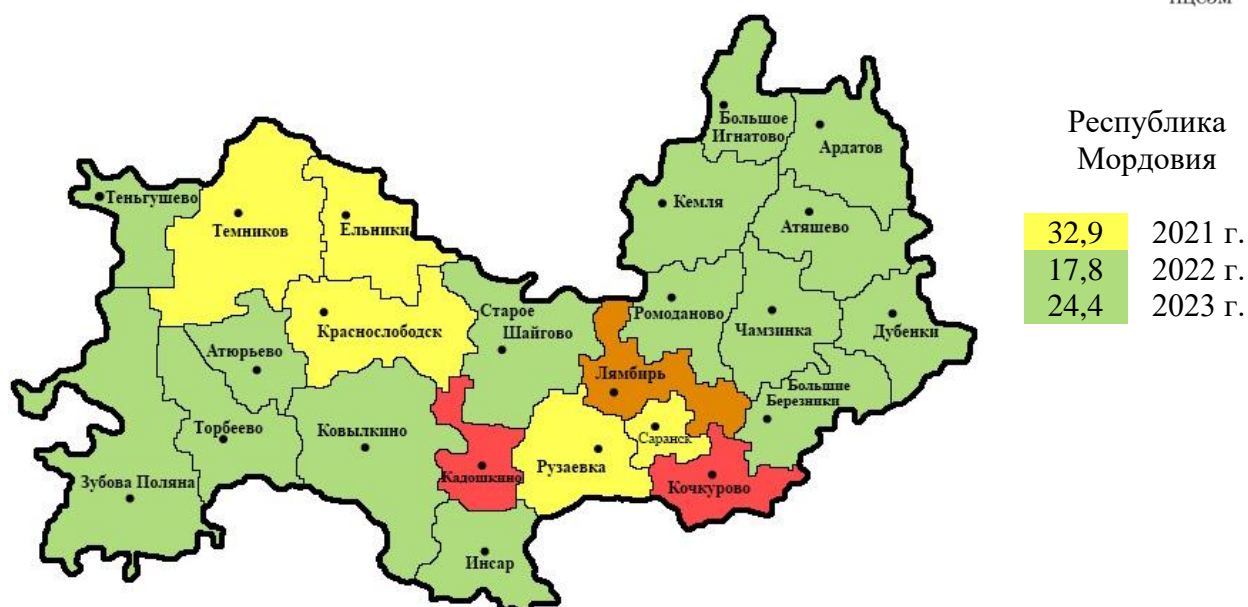 Большое
Игнатово
Ардатов
Теньгушево
Темников
Ельники
Кемля
Атяшево
Краснослободск
Старое
Шайгово
Ромоданово
Чамзинка
Дубенки
Атюрьево
Лямбирь
Большие
Березники
Торбеево
Ковылкино
Саранск
Рузаевка
Зубова Поляна
Кадошкино
Кочкурово
Инсар
Республика
Мордовия
32,9 2021 г.
17,8 2022 г.
24,4 2023 г.